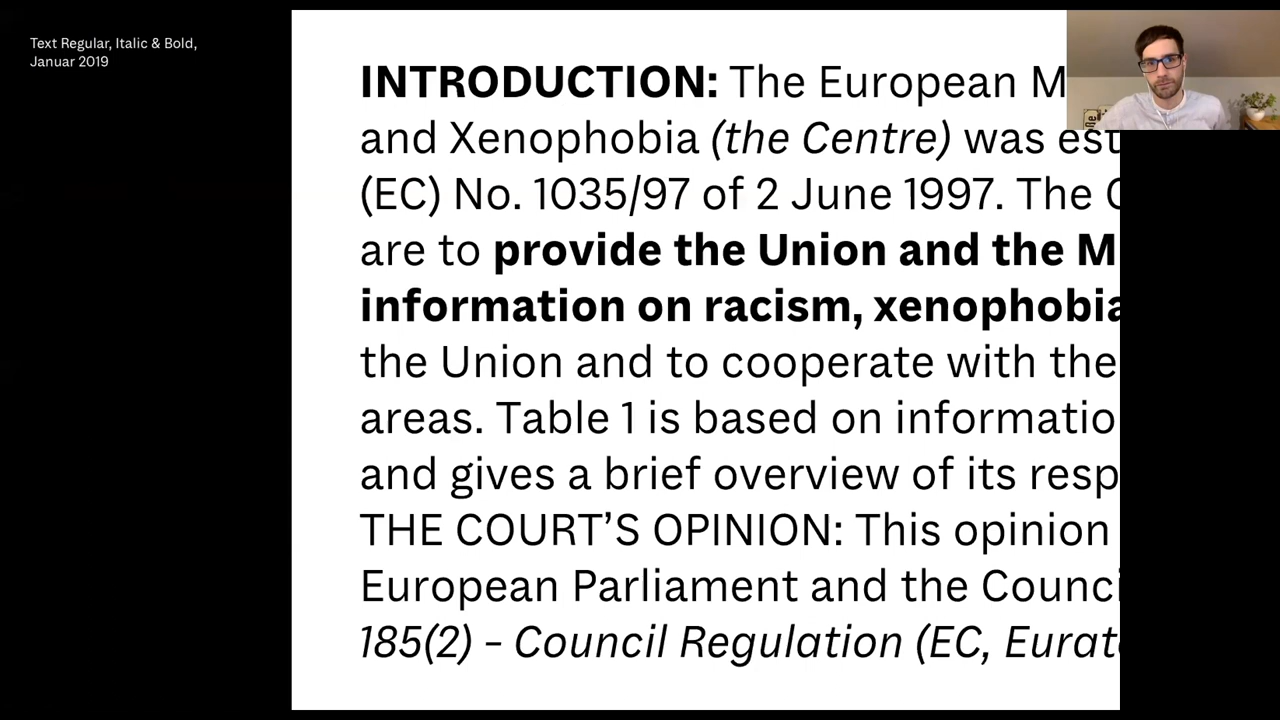 Text Regular, Italic & Bold,
Januar 2019
INTRODUCTION: The European M
and Xenophobia (the Centre) was est
(EC) No. 1035/97 of 2 June 1997. The C
are to provide the Union and the M
information on racism, xenophobia
the Union and to cooperate with the
areas. Table 1 is based on informatio
and gives a brief overview of its resp
THE COURT’S OPINION: This opinion
European Parliament and the Counci
185(2) – Council Regulation (EC, Eurat